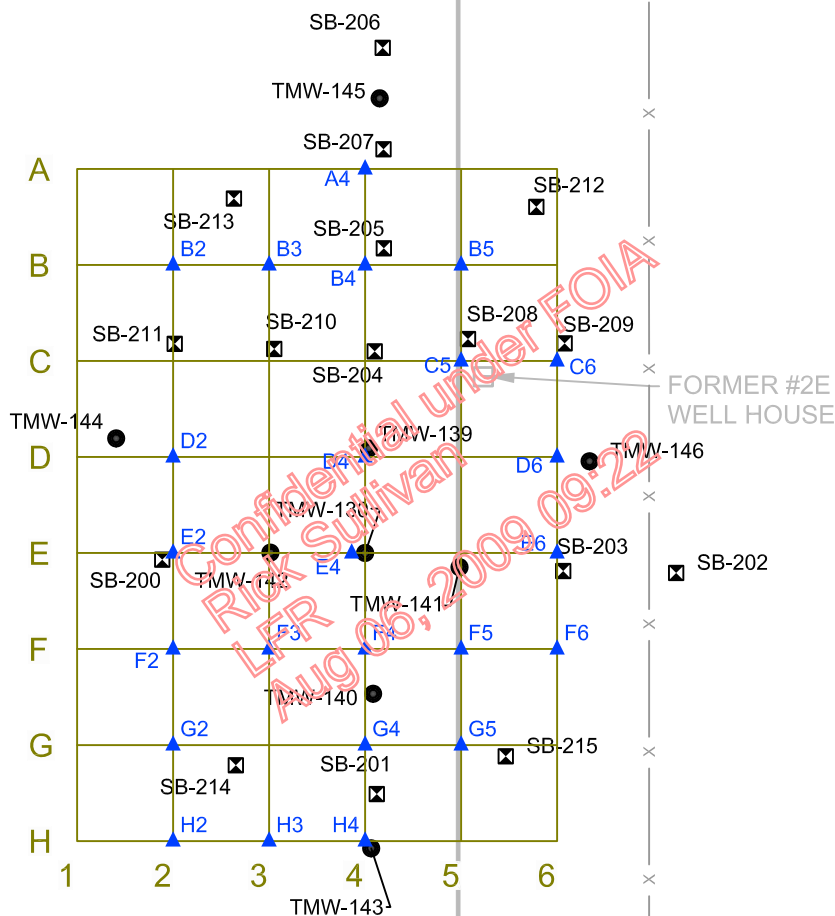 SB-206
TMW-145
SB-207
A
A4
SB-212
SB-213
SB-205
B2
B3
B5
B
B4
SB-208
SB-211
SB-210
SB-209
C
SB-204
C5
C6
FORMER #2E
WELL HOUSE
TMW-144
D2
TMW-139
TMW-146
D
D4
D6
TMW-130
E2
E6
E
SB-203
SB-202
SB-200
TMW-142
E4
TMW-141
F3
F4
F5
F6
F
F2
TMW-140
G2
G4
G5
G
SB-215
SB-201
SB-214
H2
H3
H4
H
1
2
3
4
5
6
TMW-143
X
X
X
X
X
X
X
Confidential under FOIA
Rick Sullivan
LFR
Aug 06, 2009 09:22